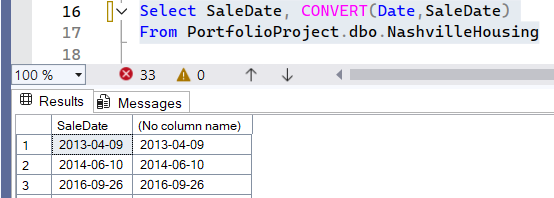 16 Select SaleDate, CONVERT(Date,SaleDate)
17 From PortfolioProject.dbo.NashvilleHousing
18
100 % 33 0
Results Messages
SaleDate (No column name)
1 2013-04-09 2013-04-09
2 2014-06-10 2014-06-10
3 2016-09-26 2016-09-26